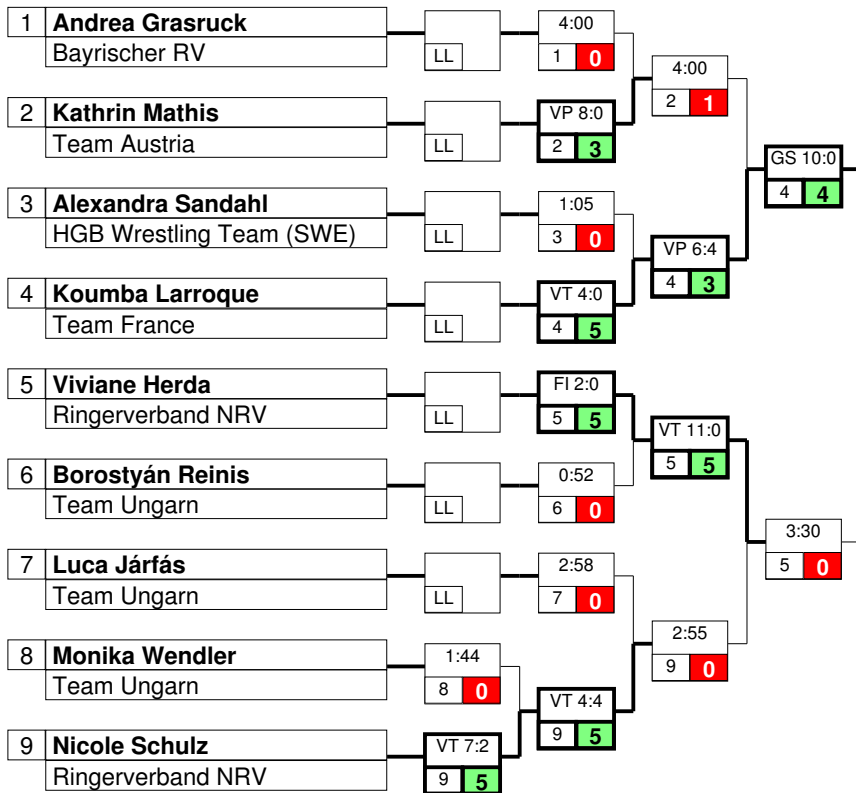 1 Andrea Grasruck
Bayrischer RV
LL
4:00
1 0
4:00
2 1
2 Kathrin Mathis
Team Austria
LL
VP 8:0
2 3
GS 10:0
4 4
3 Alexandra Sandahl
HGB Wrestling Team (SWE)
LL
1:05
3 0
VP 6:4
4 3
4 Koumba Larroque
Team France
LL
VT 4:0
4 5
5 Viviane Herda
Ringerverband NRV
LL
FI 2:0
5 5
VT 11:0
5 5
6 Borostyán Reinis
Team Ungarn
LL
0:52
6 0
3:30
5 0
7 Luca Járfás
Team Ungarn
LL
2:58
7 0
2:55
9 0
8 Monika Wendler
Team Ungarn
1:44
8 0
VT 4:4
9 5
9 Nicole Schulz
Ringerverband NRV
VT 7:2
9 5